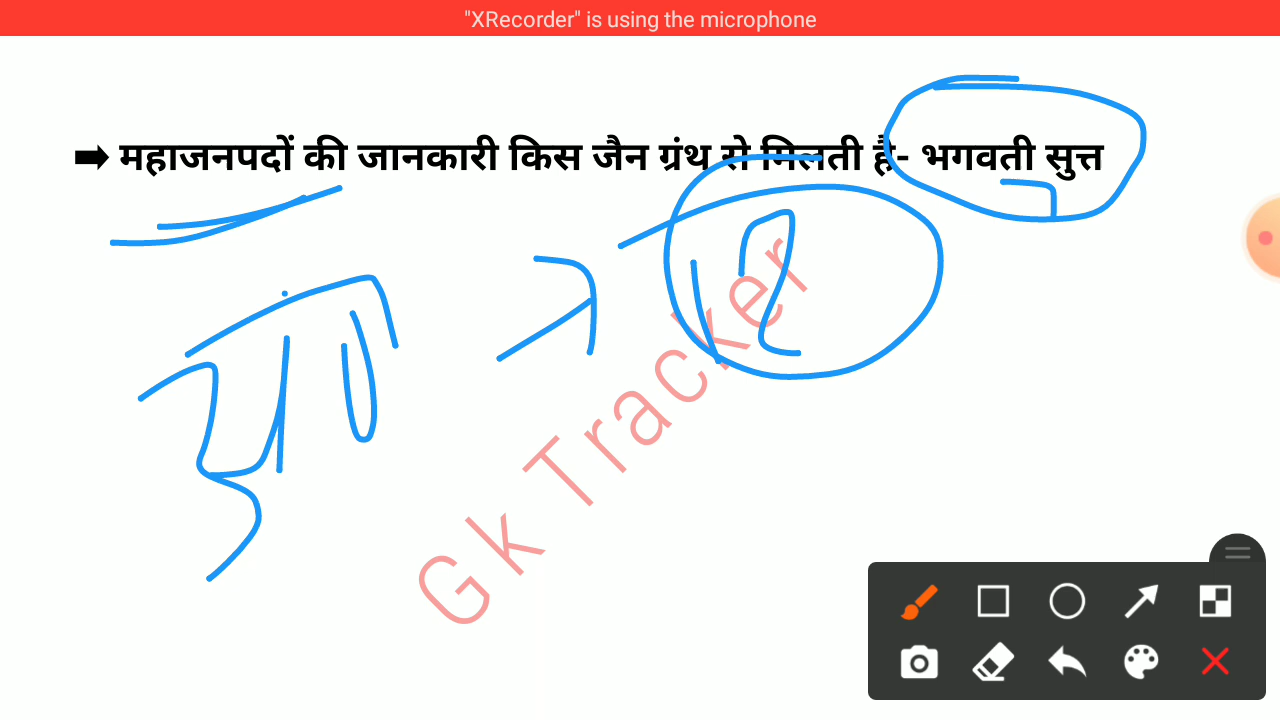 "XRecorder" is using the microphone
➡ महाजनपदों की जानकारी किस जैन ग्रंथ से मिलती है- भगवती सुत्त
Gk Tracker